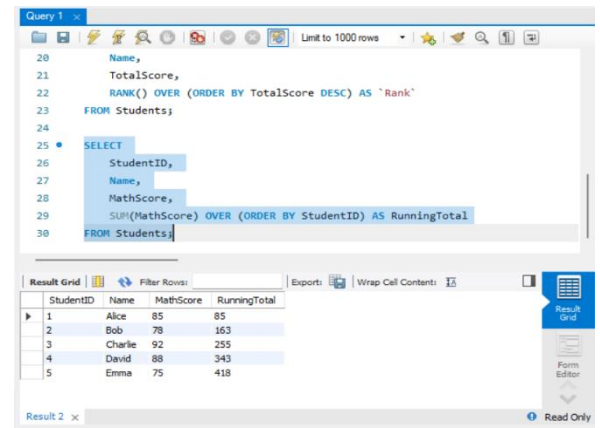 Query 1
Limit to 1000 rows
20 Name,
21 TotalScore,
22 RANK() OVER (ORDER BY TotalScore DESC) AS `Rank`
23 FROM Students;
24
25 SELECT
26 StudentID,
27 Name,
28 MathScore,
29 SUM(MathScore) OVER (ORDER BY StudentID) AS RunningTotal
30 FROM Students;
Result Grid Filter Rows: Export: Wrap Cell Content: IA
StudentID Name MathScore RunningTotal
1 Alice 85 85
2 Bob 78 163
3 Charlie 92 255
4 David 88 343
5 Emma 75 418
Result
Grid
Form
Editor
Result 2 Read Only